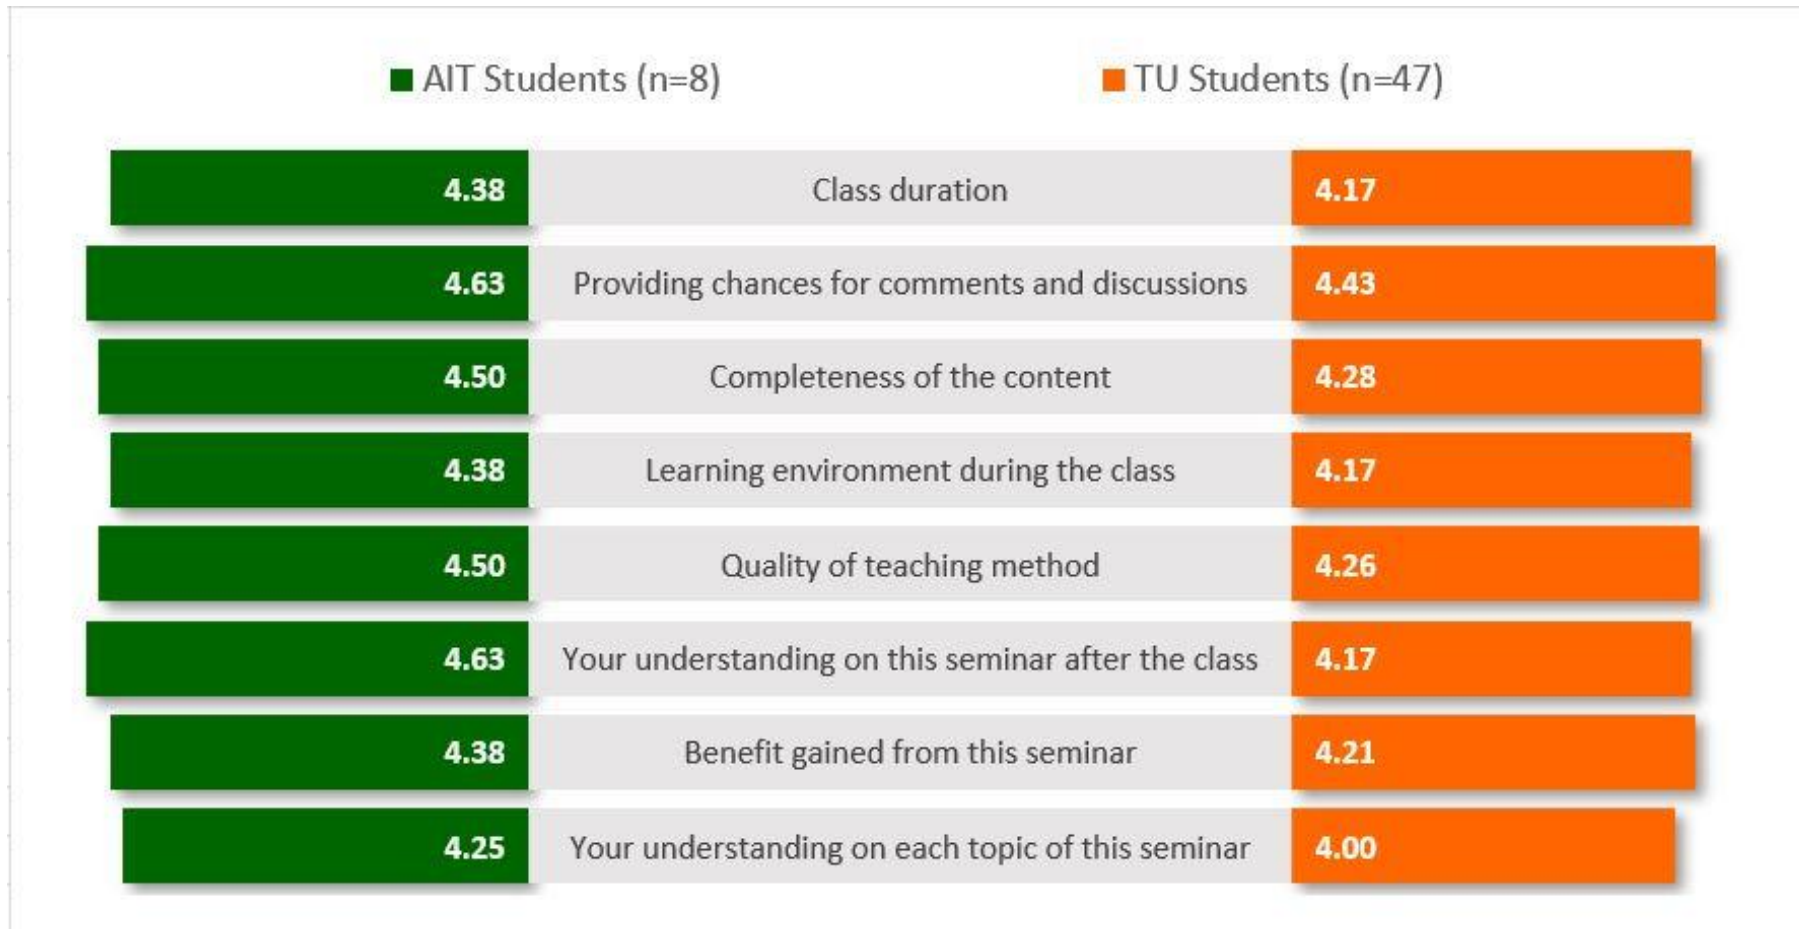 AIT Students (n=8) TU Students (n=47)
4.38 Class duration 4.17
4.63 Providing chances for comments and discussions 4.43
4.50 Completeness of the content 4.28
4.38 Learning environment during the class 4.17
4.50 Quality of teaching method 4.26
4.63 Your understanding on this seminar after the class 4.17
4.38 Benefit gained from this seminar 4.21
4.25 Your understanding on each topic of this seminar 4.00